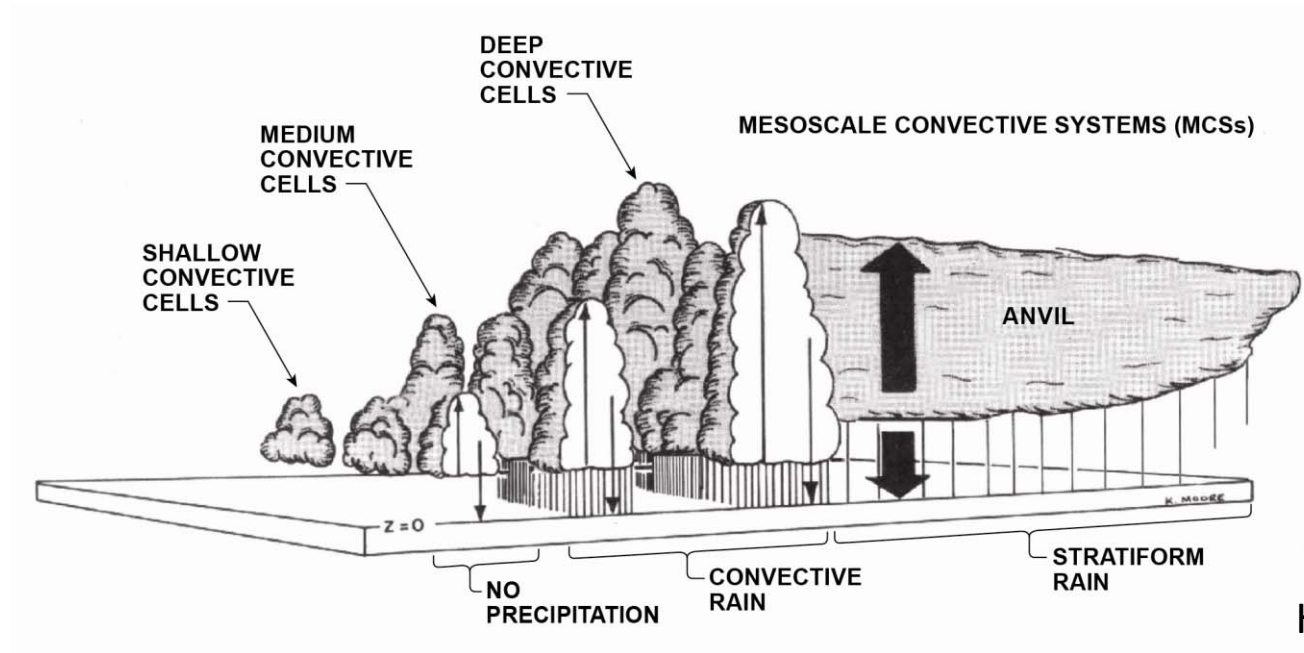 DEEP
CONVECTIVE
CELLS
MESOSCALE CONVECTIVE SYSTEMS (MCSs)
MEDIUM
CONVECTIVE
CELLS
SHALLOW
CONVECTIVE
CELLS
ANVIL
K. MOORE
Z=0
NO
PRECIPITATION
CONVECTIVE
RAIN
STRATIFORM
RAIN